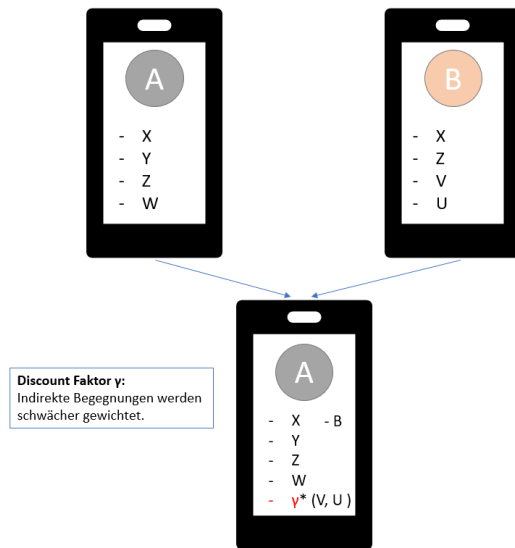 A
- X
- Y
- Z
- W
B
- X
- Z
- V
- U
Discount Faktor γ:
Indirekte Begegnungen werden
schwächer gewichtet.
A
- X - B
- Y
- Z
- W
- γ* (V, U )